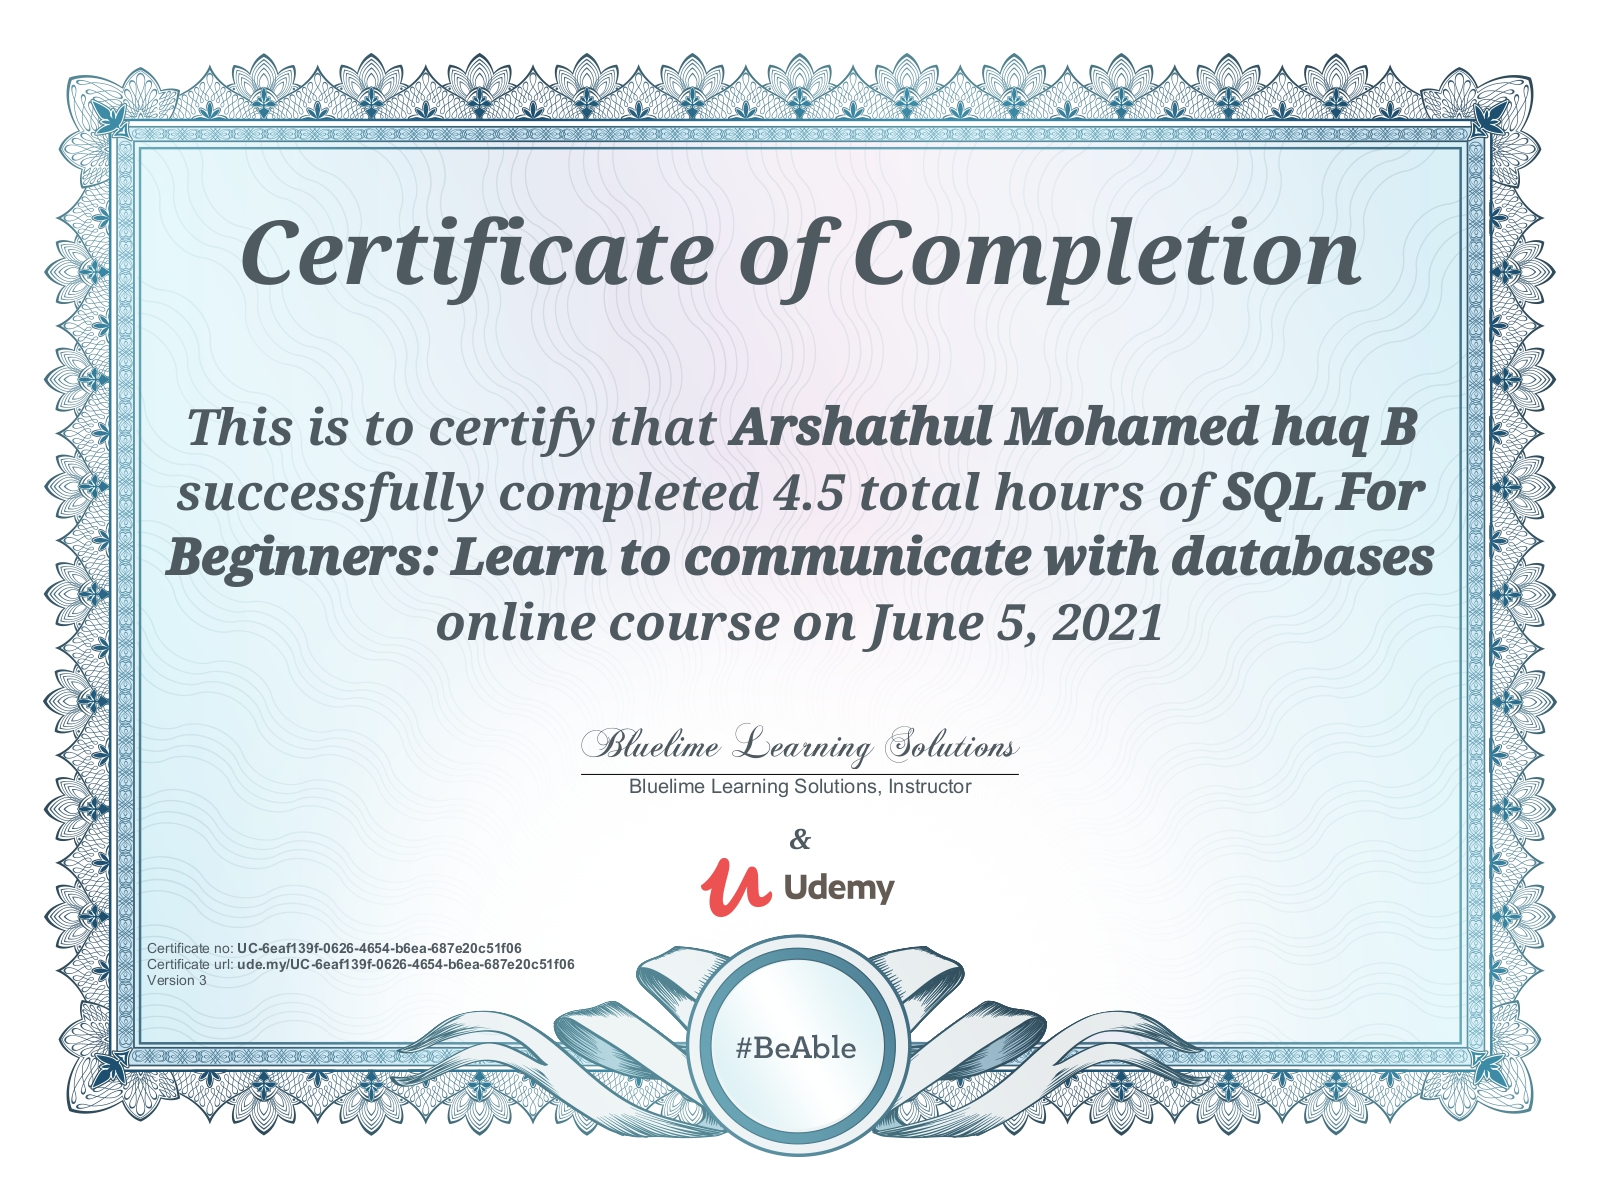 Certificate of Completion
This is to certify that Arshathul Mohamed haq B
successfully completed 4.5 total hours of SQL For
Beginners: Learn to communicate with databases
online course on June 5, 2021
Bluelime Learning Solutions
Bluelime Learning Solutions, Instructor
&
Udemy
Certificate no: UC-6eaf139f-0626-4654-b6ea-687e20c51f06
Certificate url: ude.my/UC-6eaf139f-0626-4654-b6ea-687e20c51f06
Version 3
#BeAble